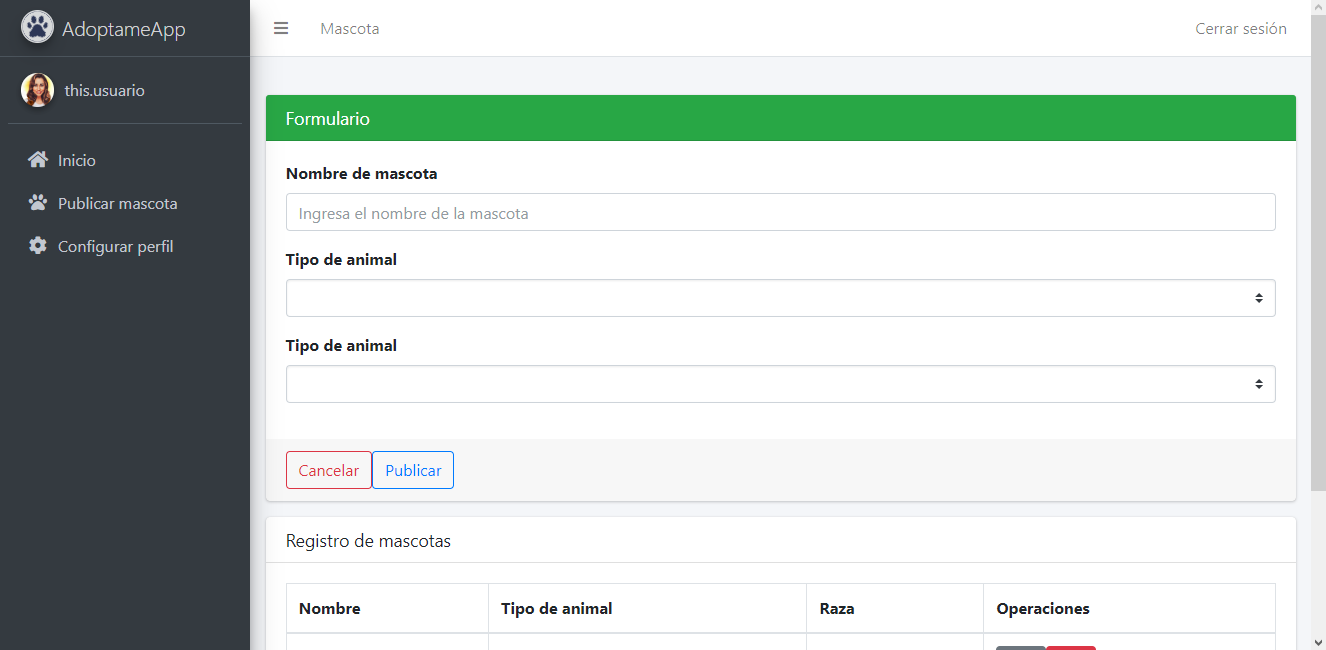 AdoptameApp
Mascota
Cerrar sesión
this.usuario
Inicio
Publicar mascota
Configurar perfil
Formulario
Nombre de mascota
Ingresa el nombre de la mascota
Tipo de animal
Tipo de animal
Cancelar
Publicar
Registro de mascotas
Nombre
Tipo de animal
Raza
Operaciones